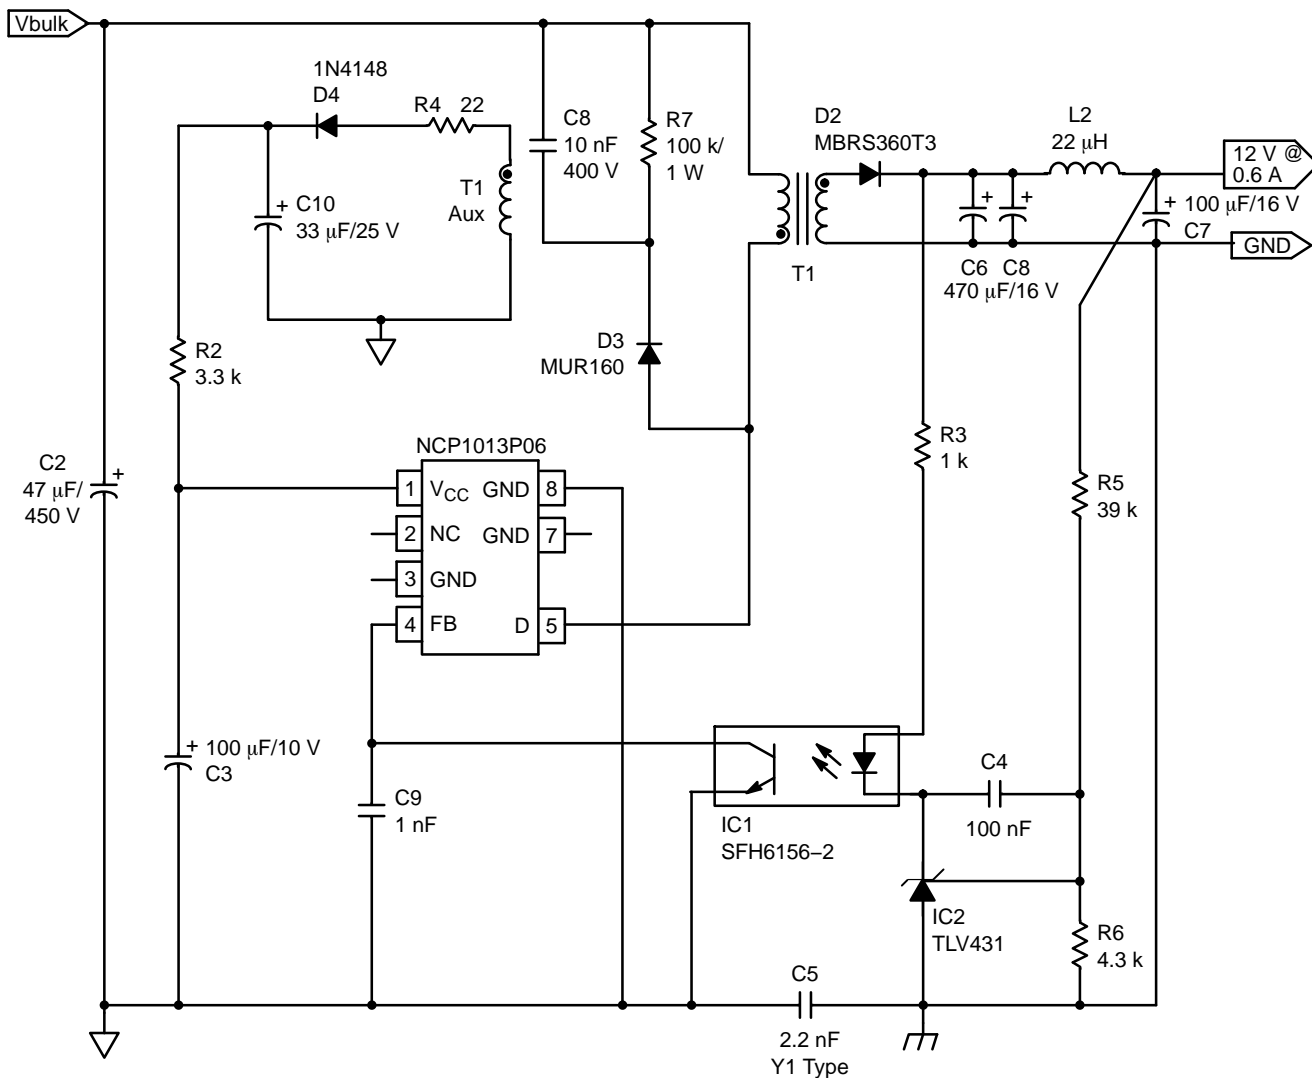 Vbulk
1N4148
D4
R4 22
C8
10 nF
400 V
R7
100 k/
1 W
D2
MBRS360T3
L2
22 μH
12 V @
0.6 A
T1
Aux
C10
33 μF/25 V
+
+
+
+
100 μF/16 V
C7
GND
T1
C6
C8
470 μF/16 V
R2
3.3 k
D3
MUR160
NCP1013P06
R3
1 k
C2
47 μF/
450 V
+
1
VCC
GND
8
2
NC
GND
7
3
GND
4
FB
D
5
R5
39 k
+
100 μF/10 V
C3
C9
1 nF
IC1
SFH6156–2
C4
100 nF
IC2
TLV431
R6
4.3 k
C5
2.2 nF
Y1 Type